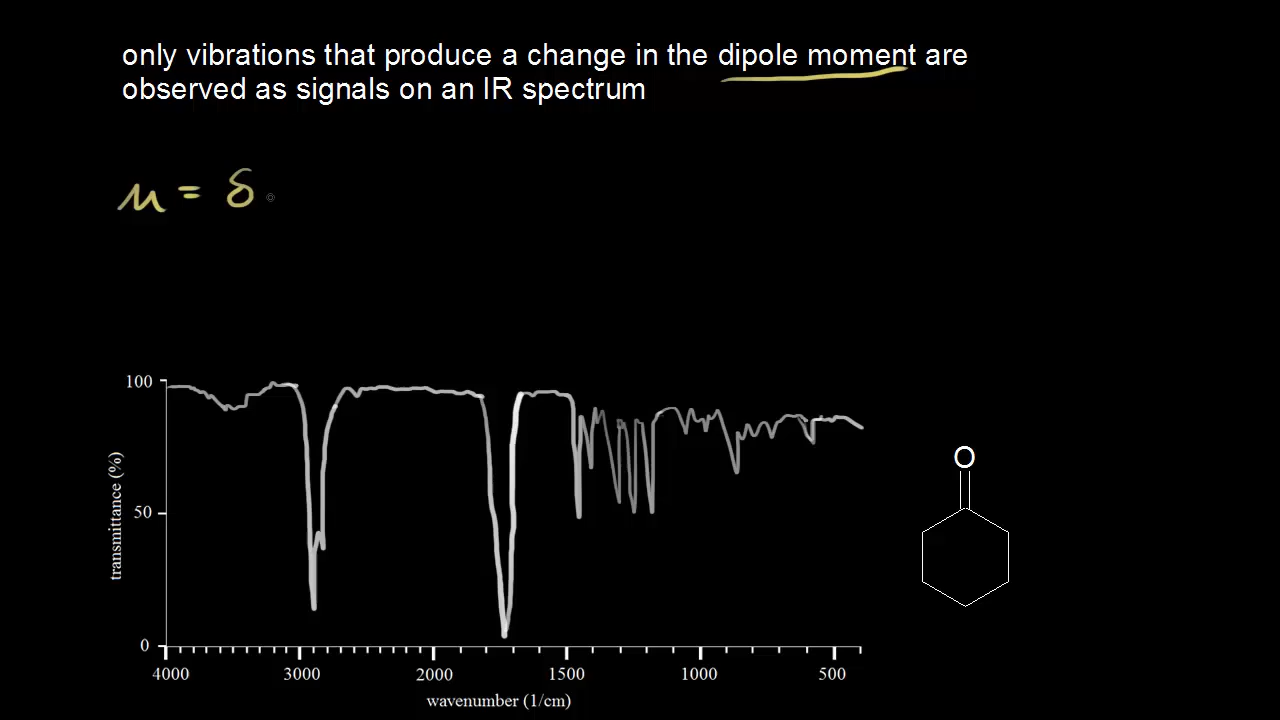 only vibrations that produce a change in the dipole moment are
observed as signals on an IR spectrum
μ = δ
100
50
0
transmittance (%)
4000 3000 2000 1500 1000 500
wavenumber (1/cm)
O